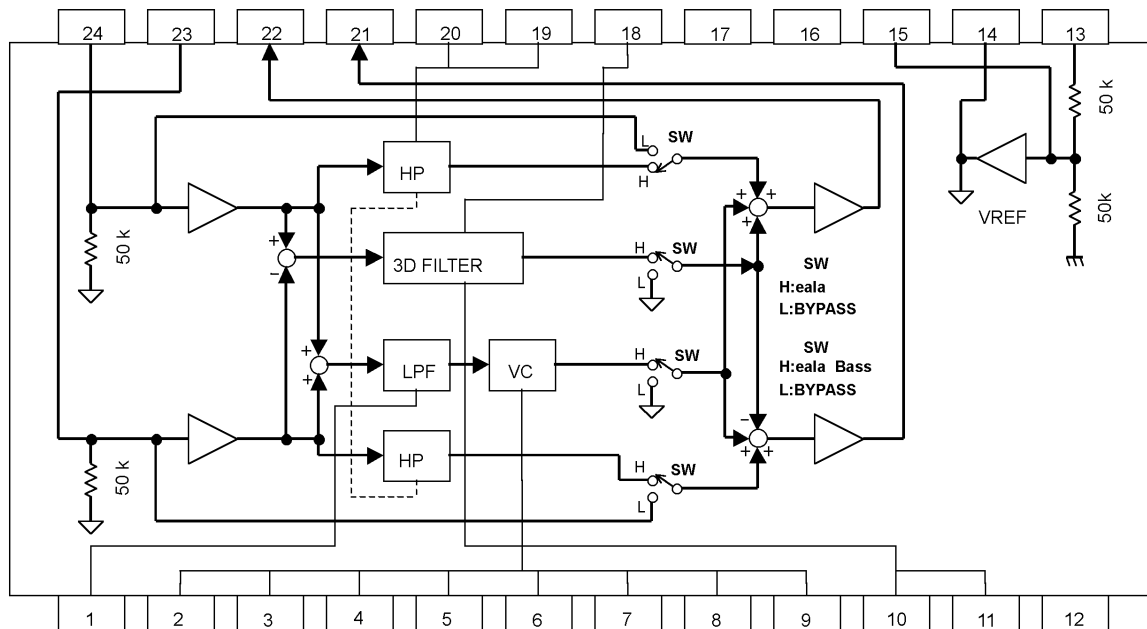 24 23 22 21 20 19 18 17 16 15 14 13
50 k
L SW
HP
H
+ +
+
50 k
+
−
3D FILTER
H SW
L
VREF
50k
SW
H:eala
L:BYPASS
+
+
LPF
VC
H SW
L
SW
H:eala Bass
L:BYPASS
−
+ +
50 k
HP
H SW
L
1 2 3 4 5 6 7 8 9 10 11 12